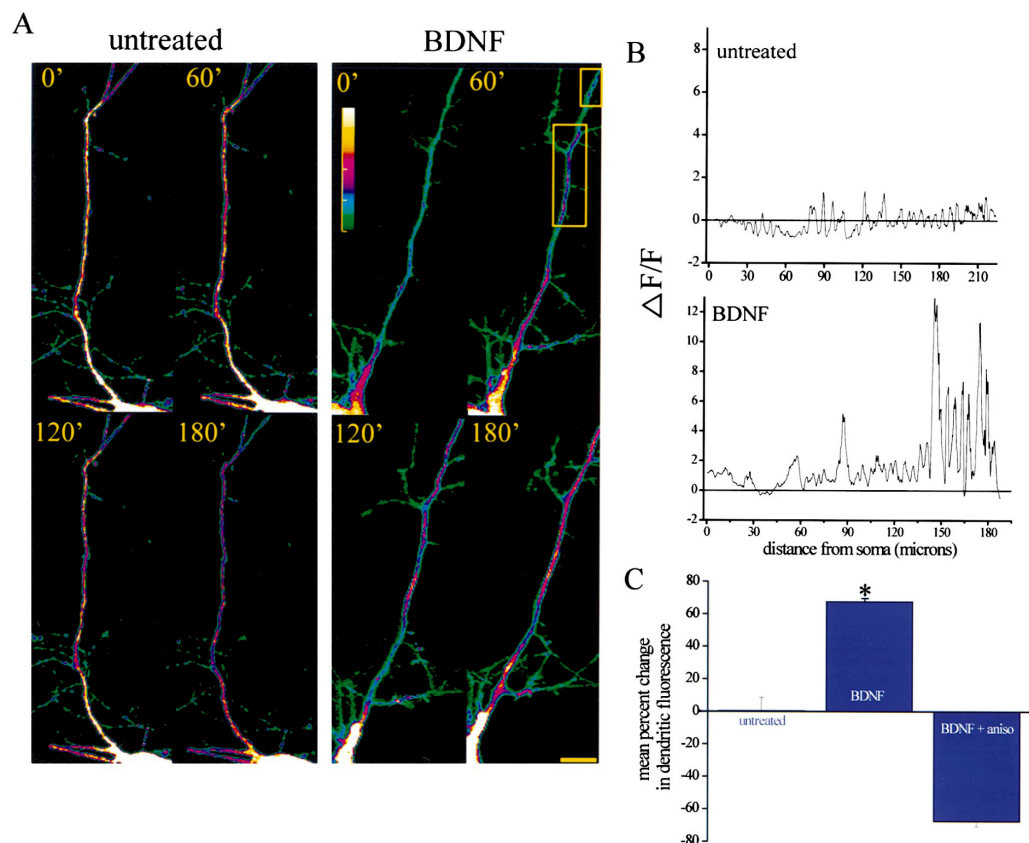 A
untreated
BDNF
0’ 60’ 0’ 60’
120’ 180’ 120’ 180’
B
untreated
8
6
4
2
0
-2
0 30 60 90 120 150 180 210
△F/F
BDNF
12
10
8
6
4
2
0
-2
0 30 60 90 120 150 180
distance from soma (microns)
C
mean percent change
in dendritic fluorescence
80
60
40
20
0
-20
-40
-60
-80
*
untreated
BDNF
BDNF + aniso